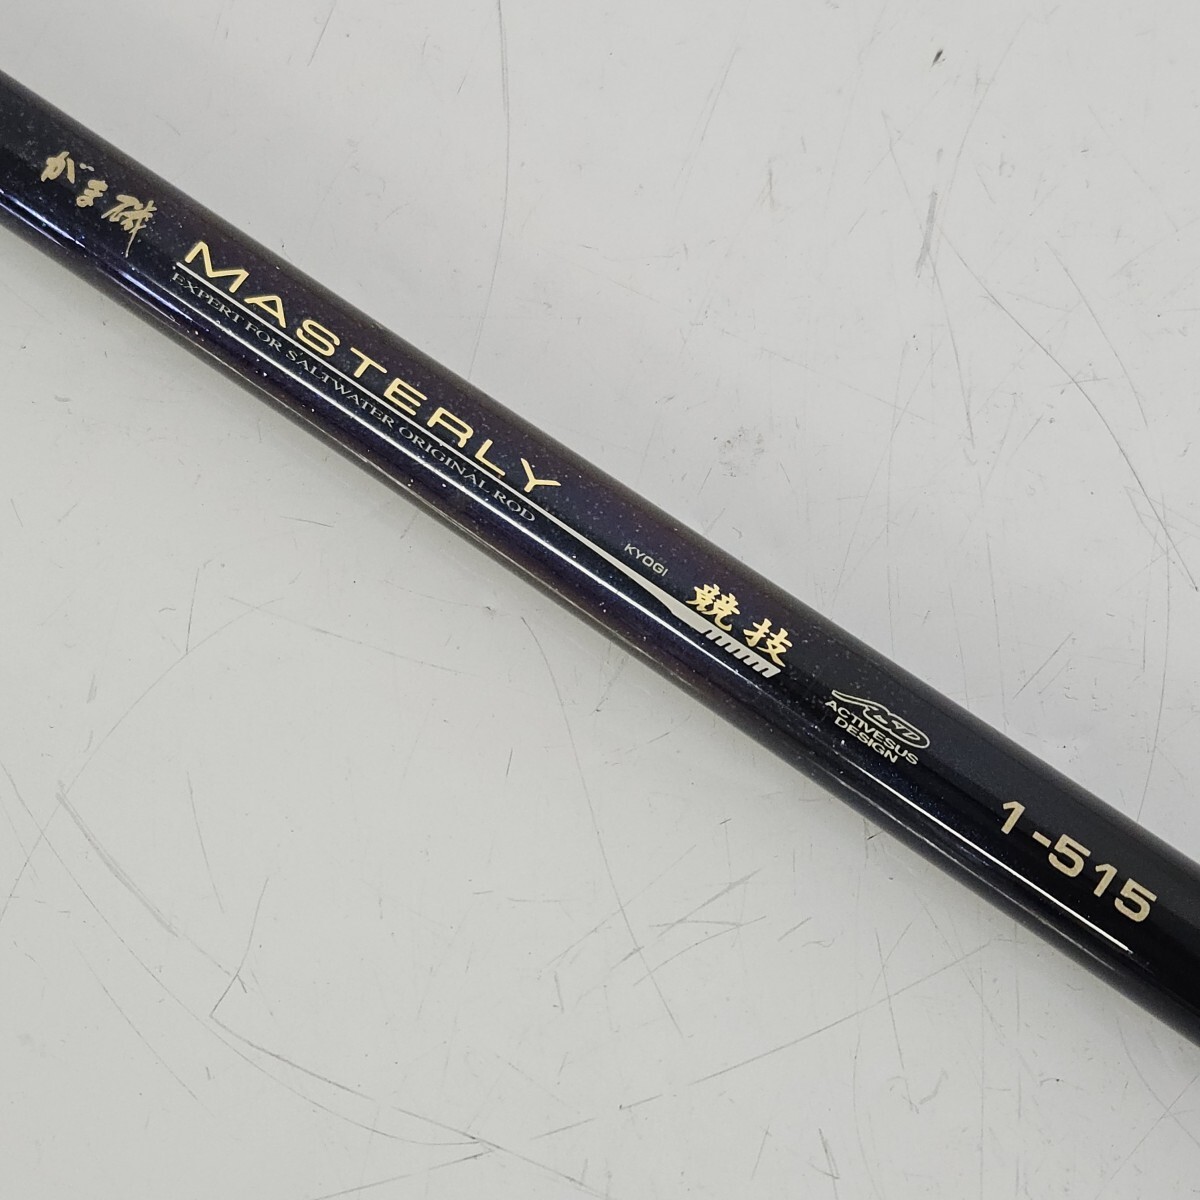 がま磯
MASTERLY
EXPERT FOR SALTWATER ORIGINAL ROD
KYOGI
競技
ACTIVESUS
DESIGN
1-515